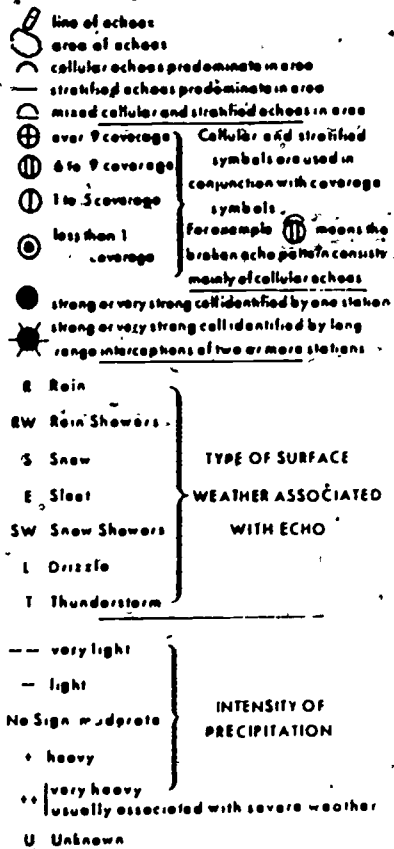 line of echoes
area of echoes
cellular echoes predominate in area
stratified echoes predominate in area
mixed cellular and stratified echoes in area
over 9 coverage
6 to 9 coverage
1 to 5 coverage
less than 1
coverage
Cellular and stratified
symbols are used in
conjunction with coverage
symbols.
For example means the
broken echo pattern consists
mainly of cellular echoes
strong or very strong cell identified by one station
strong or very strong cell identified by long
range interceptions of two or more stations
R Rain
RW Rain Showers
S Snow
E Sleet
SW Snow Showers
L Drizzle
T Thunderstorm
TYPE OF SURFACE
WEATHER ASSOCIATED
WITH ECHO
-- very light
- light
No Sign moderate
+ heavy
++ very heavy
usually associated with severe weather
INTENSITY OF
PRECIPITATION
U Unknown